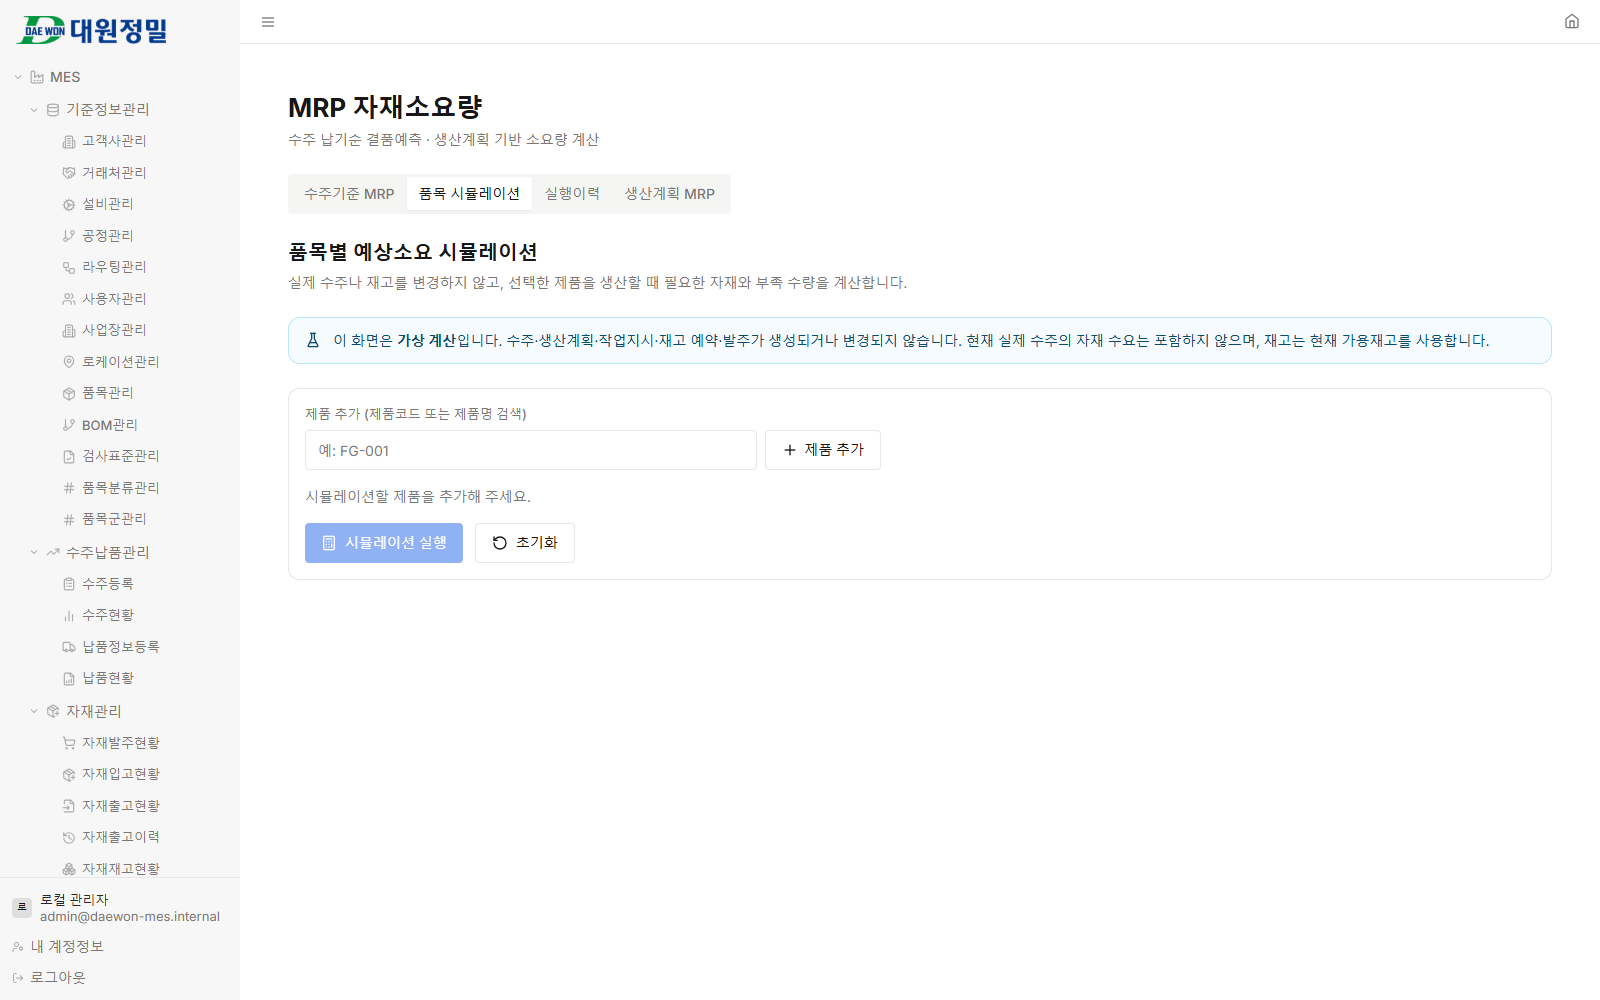 DAE WON 대원정밀
MES
기준정보관리
고객사관리
거래처관리
설비관리
공정관리
라우팅관리
사용자관리
사업장관리
로케이션관리
품목관리
BOM관리
검사표준관리
품목분류관리
품목군관리
수주납품관리
수주등록
수주현황
납품정보등록
납품현황
자재관리
자재발주현황
자재입고현황
자재출고현황
자재출고이력
자재재고현황
로 로컬 관리자
admin@daewon-mes.internal
내 계정정보
로그아웃
MRP 자재소요량
수주 납기순 결품예측 · 생산계획 기반 소요량 계산
수주기준 MRP 품목 시뮬레이션 실행이력 생산계획 MRP
품목별 예상소요 시뮬레이션
실제 수주나 재고를 변경하지 않고, 선택한 제품을 생산할 때 필요한 자재와 부족 수량을 계산합니다.
이 화면은 가상 계산입니다. 수주·생산계획·작업지시·재고 예약·발주가 생성되거나 변경되지 않습니다. 현재 실제 수주의 자재 수요는 포함하지 않으며, 재고는 현재 가용재고를 사용합니다.
제품 추가 (제품코드 또는 제품명 검색)
예: FG-001 제품 추가
시뮬레이션할 제품을 추가해 주세요.
시뮬레이션 실행 초기화